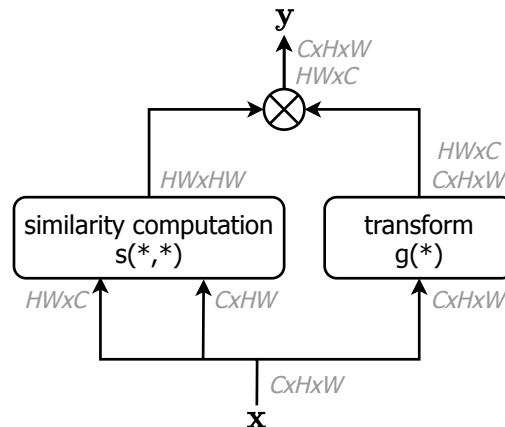 y
CxHxW
HWxC
HWxHW
HWxC
CxHxW
similarity computation
s(*,*)
transform
g(*)
HWxC
CxHW
CxHxW
CxHxW
x